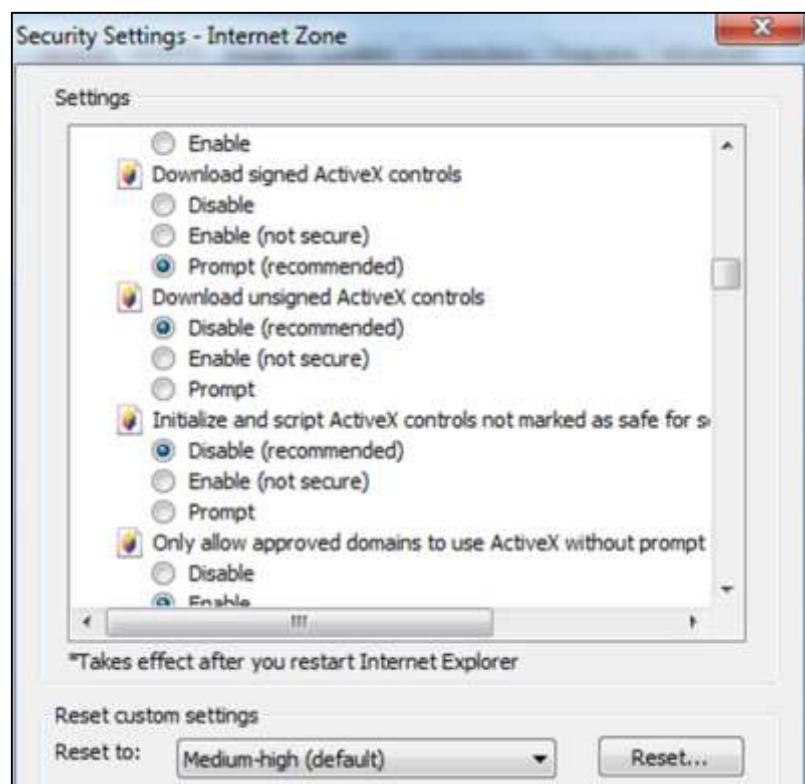 Security Settings - Internet Zone
Settings
Enable
Download signed ActiveX controls
Disable
Enable (not secure)
Prompt (recommended)
Download unsigned ActiveX controls
Disable (recommended)
Enable (not secure)
Prompt
Initialize and script ActiveX controls not marked as safe for s
Disable (recommended)
Enable (not secure)
Prompt
Only allow approved domains to use ActiveX without prompt
Disable
Enable
*Takes effect after you restart Internet Explorer
Reset custom settings
Reset to: Medium-high (default) Reset...